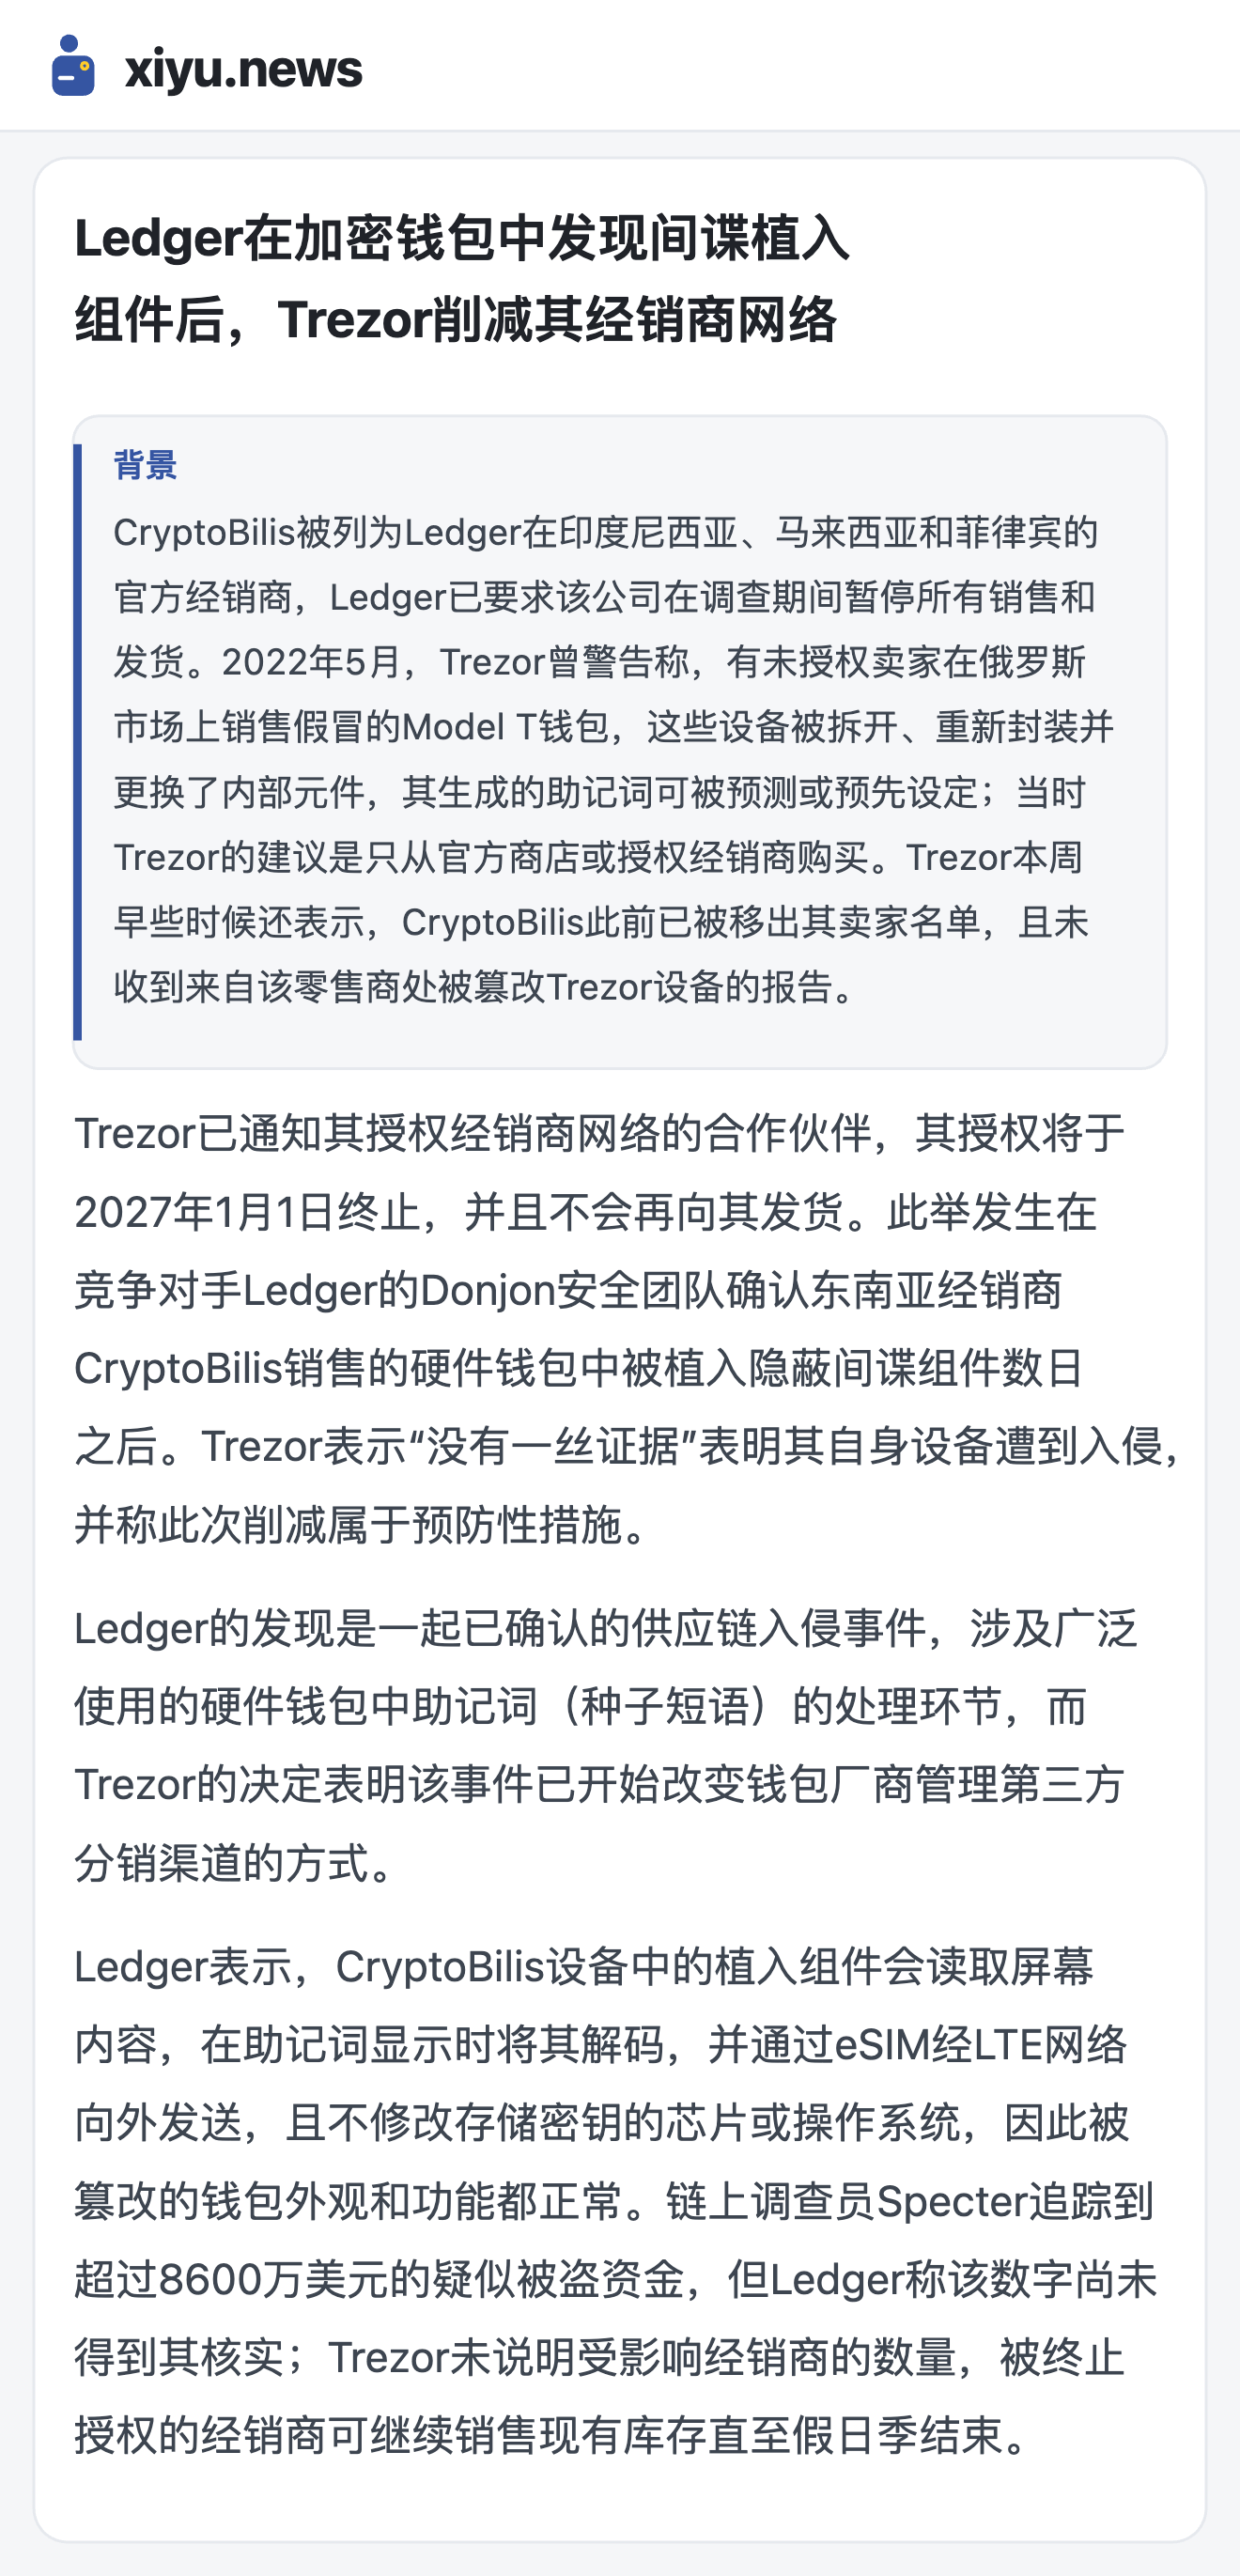 xiyu.news
Ledger在加密钱包中发现间谍植入
组件后，Trezor削减其经销商网络
背景
CryptoBilis被列为Ledger在印度尼西亚、马来西亚和菲律宾的
官方经销商，Ledger已要求该公司在调查期间暂停所有销售和
发货。2022年5月，Trezor曾警告称，有未授权卖家在俄罗斯
市场上销售假冒的Model T钱包，这些设备被拆开、重新封装并
更换了内部元件，其生成的助记词可被预测或预先设定；当时
Trezor的建议是只从官方商店或授权经销商购买。Trezor本周
早些时候还表示，CryptoBilis此前已被移出其卖家名单，且未
收到来自该零售商处被篡改Trezor设备的报告。
Trezor已通知其授权经销商网络的合作伙伴，其授权将于
2027年1月1日终止，并且不会再向其发货。此举发生在
竞争对手Ledger的Donjon安全团队确认东南亚经销商
CryptoBilis销售的硬件钱包中被植入隐蔽间谍组件数日
之后。Trezor表示“没有一丝证据”表明其自身设备遭到入侵，
并称此次削减属于预防性措施。
Ledger的发现是一起已确认的供应链入侵事件，涉及广泛
使用的硬件钱包中助记词（种子短语）的处理环节，而
Trezor的决定表明该事件已开始改变钱包厂商管理第三方
分销渠道的方式。
Ledger表示，CryptoBilis设备中的植入组件会读取屏幕
内容，在助记词显示时将其解码，并通过eSIM经LTE网络
向外发送，且不修改存储密钥的芯片或操作系统，因此被
篡改的钱包外观和功能都正常。链上调查员Specter追踪到
超过8600万美元的疑似被盗资金，但Ledger称该数字尚未
得到其核实；Trezor未说明受影响经销商的数量，被终止
授权的经销商可继续销售现有库存直至假日季结束。